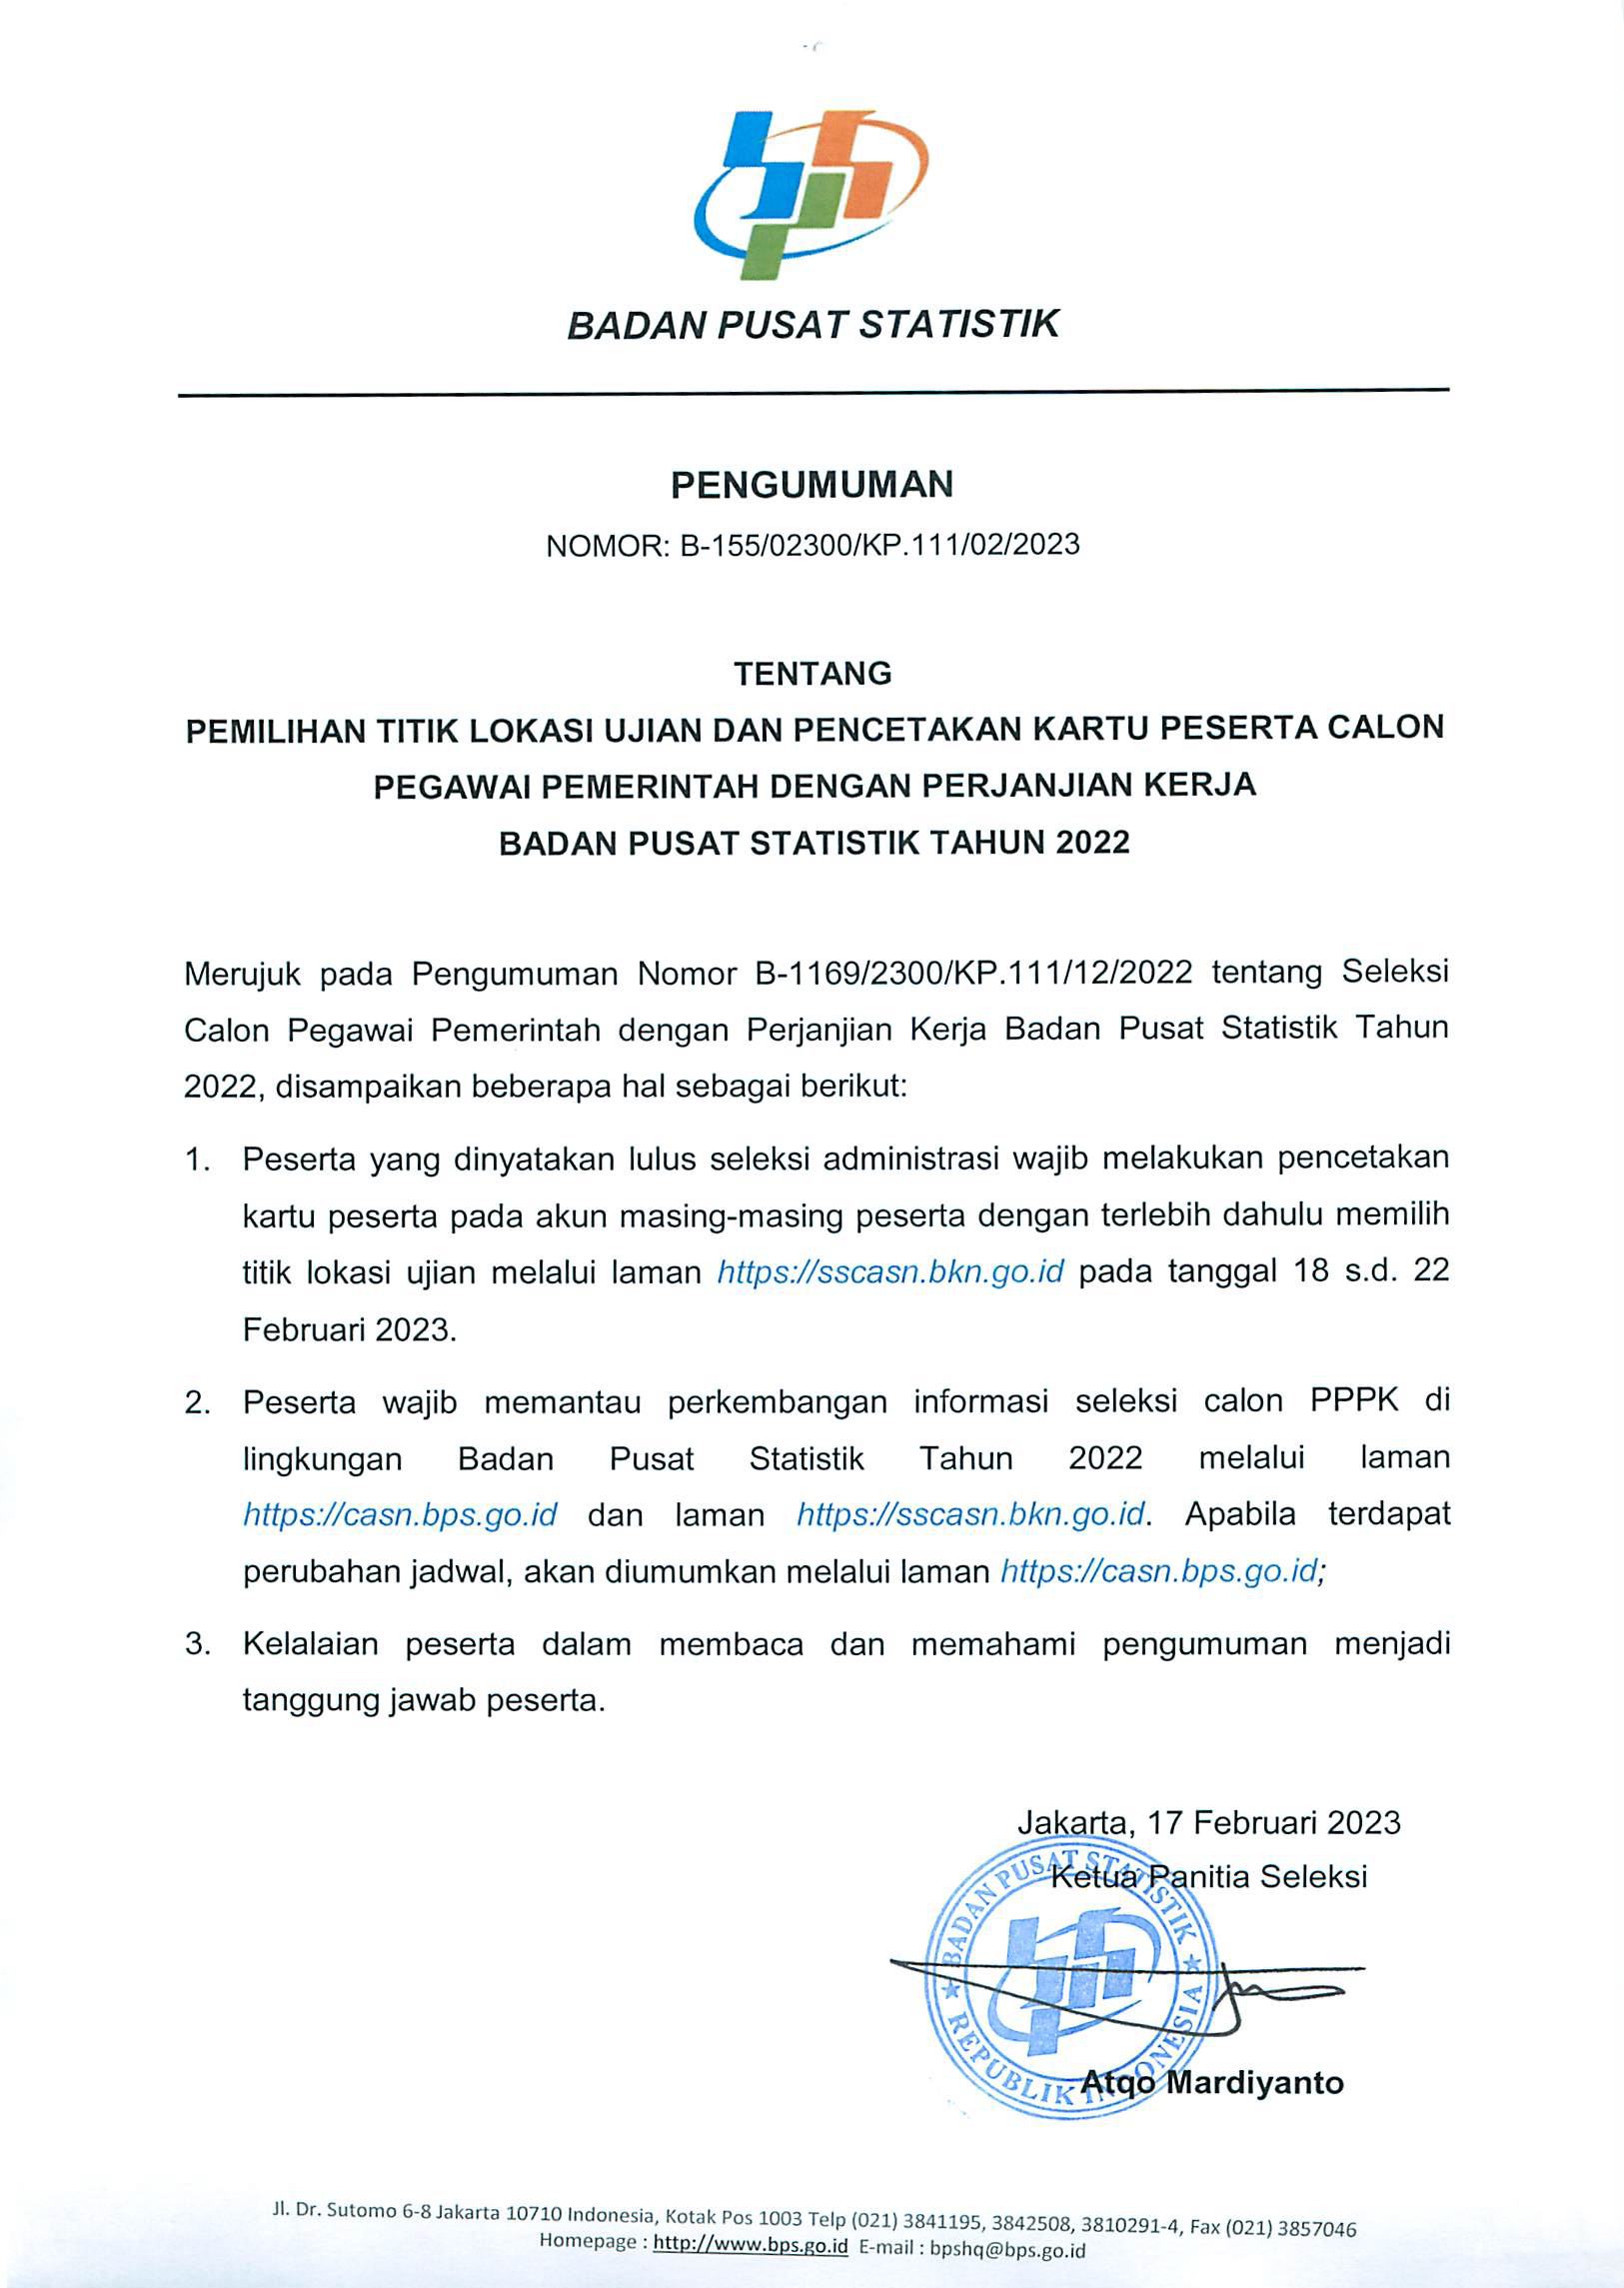 BADAN PUSAT STATISTIK
PENGUMUMAN
NOMOR: B-155/02300/KP.111/02/2023
TENTANG
PEMILIHAN TITIK LOKASI UJIAN DAN PENCETAKAN KARTU PESERTA CALON
PEGAWAI PEMERINTAH DENGAN PERJANJIAN KERJA
BADAN PUSAT STATISTIK TAHUN 2022
Merujuk pada Pengumuman Nomor B-1169/2300/KP.111/12/2022 tentang Seleksi
Calon Pegawai Pemerintah dengan Perjanjian Kerja Badan Pusat Statistik Tahun
2022, disampaikan beberapa hal sebagai berikut:
1. Peserta yang dinyatakan lulus seleksi administrasi wajib melakukan pencetakan
kartu peserta pada akun masing-masing peserta dengan terlebih dahulu memilih
titik lokasi ujian melalui laman https://sscasn.bkn.go.id pada tanggal 18 s.d. 22
Februari 2023.
2. Peserta wajib memantau perkembangan informasi seleksi calon PPPK di
lingkungan Badan Pusat Statistik Tahun 2022 melalui laman
https://casn.bps.go.id dan laman https://sscasn.bkn.go.id. Apabila terdapat
perubahan jadwal, akan diumumkan melalui laman https://casn.bps.go.id;
3. Kelalaian peserta dalam membaca dan memahami pengumuman menjadi
tanggung jawab peserta.
Jakarta, 17 Februari 2023
Ketua Panitia Seleksi
BADAN PUSAT STATISTIK
REPUBLIK INDONESIA
Atqo Mardiyanto
Jl. Dr. Sutomo 6-8 Jakarta 10710 Indonesia, Kotak Pos 1003 Telp (021) 3841195, 3842508, 3810291-4, Fax (021) 3857046
Homepage : http://www.bps.go.id E-mail : bpshq@bps.go.id